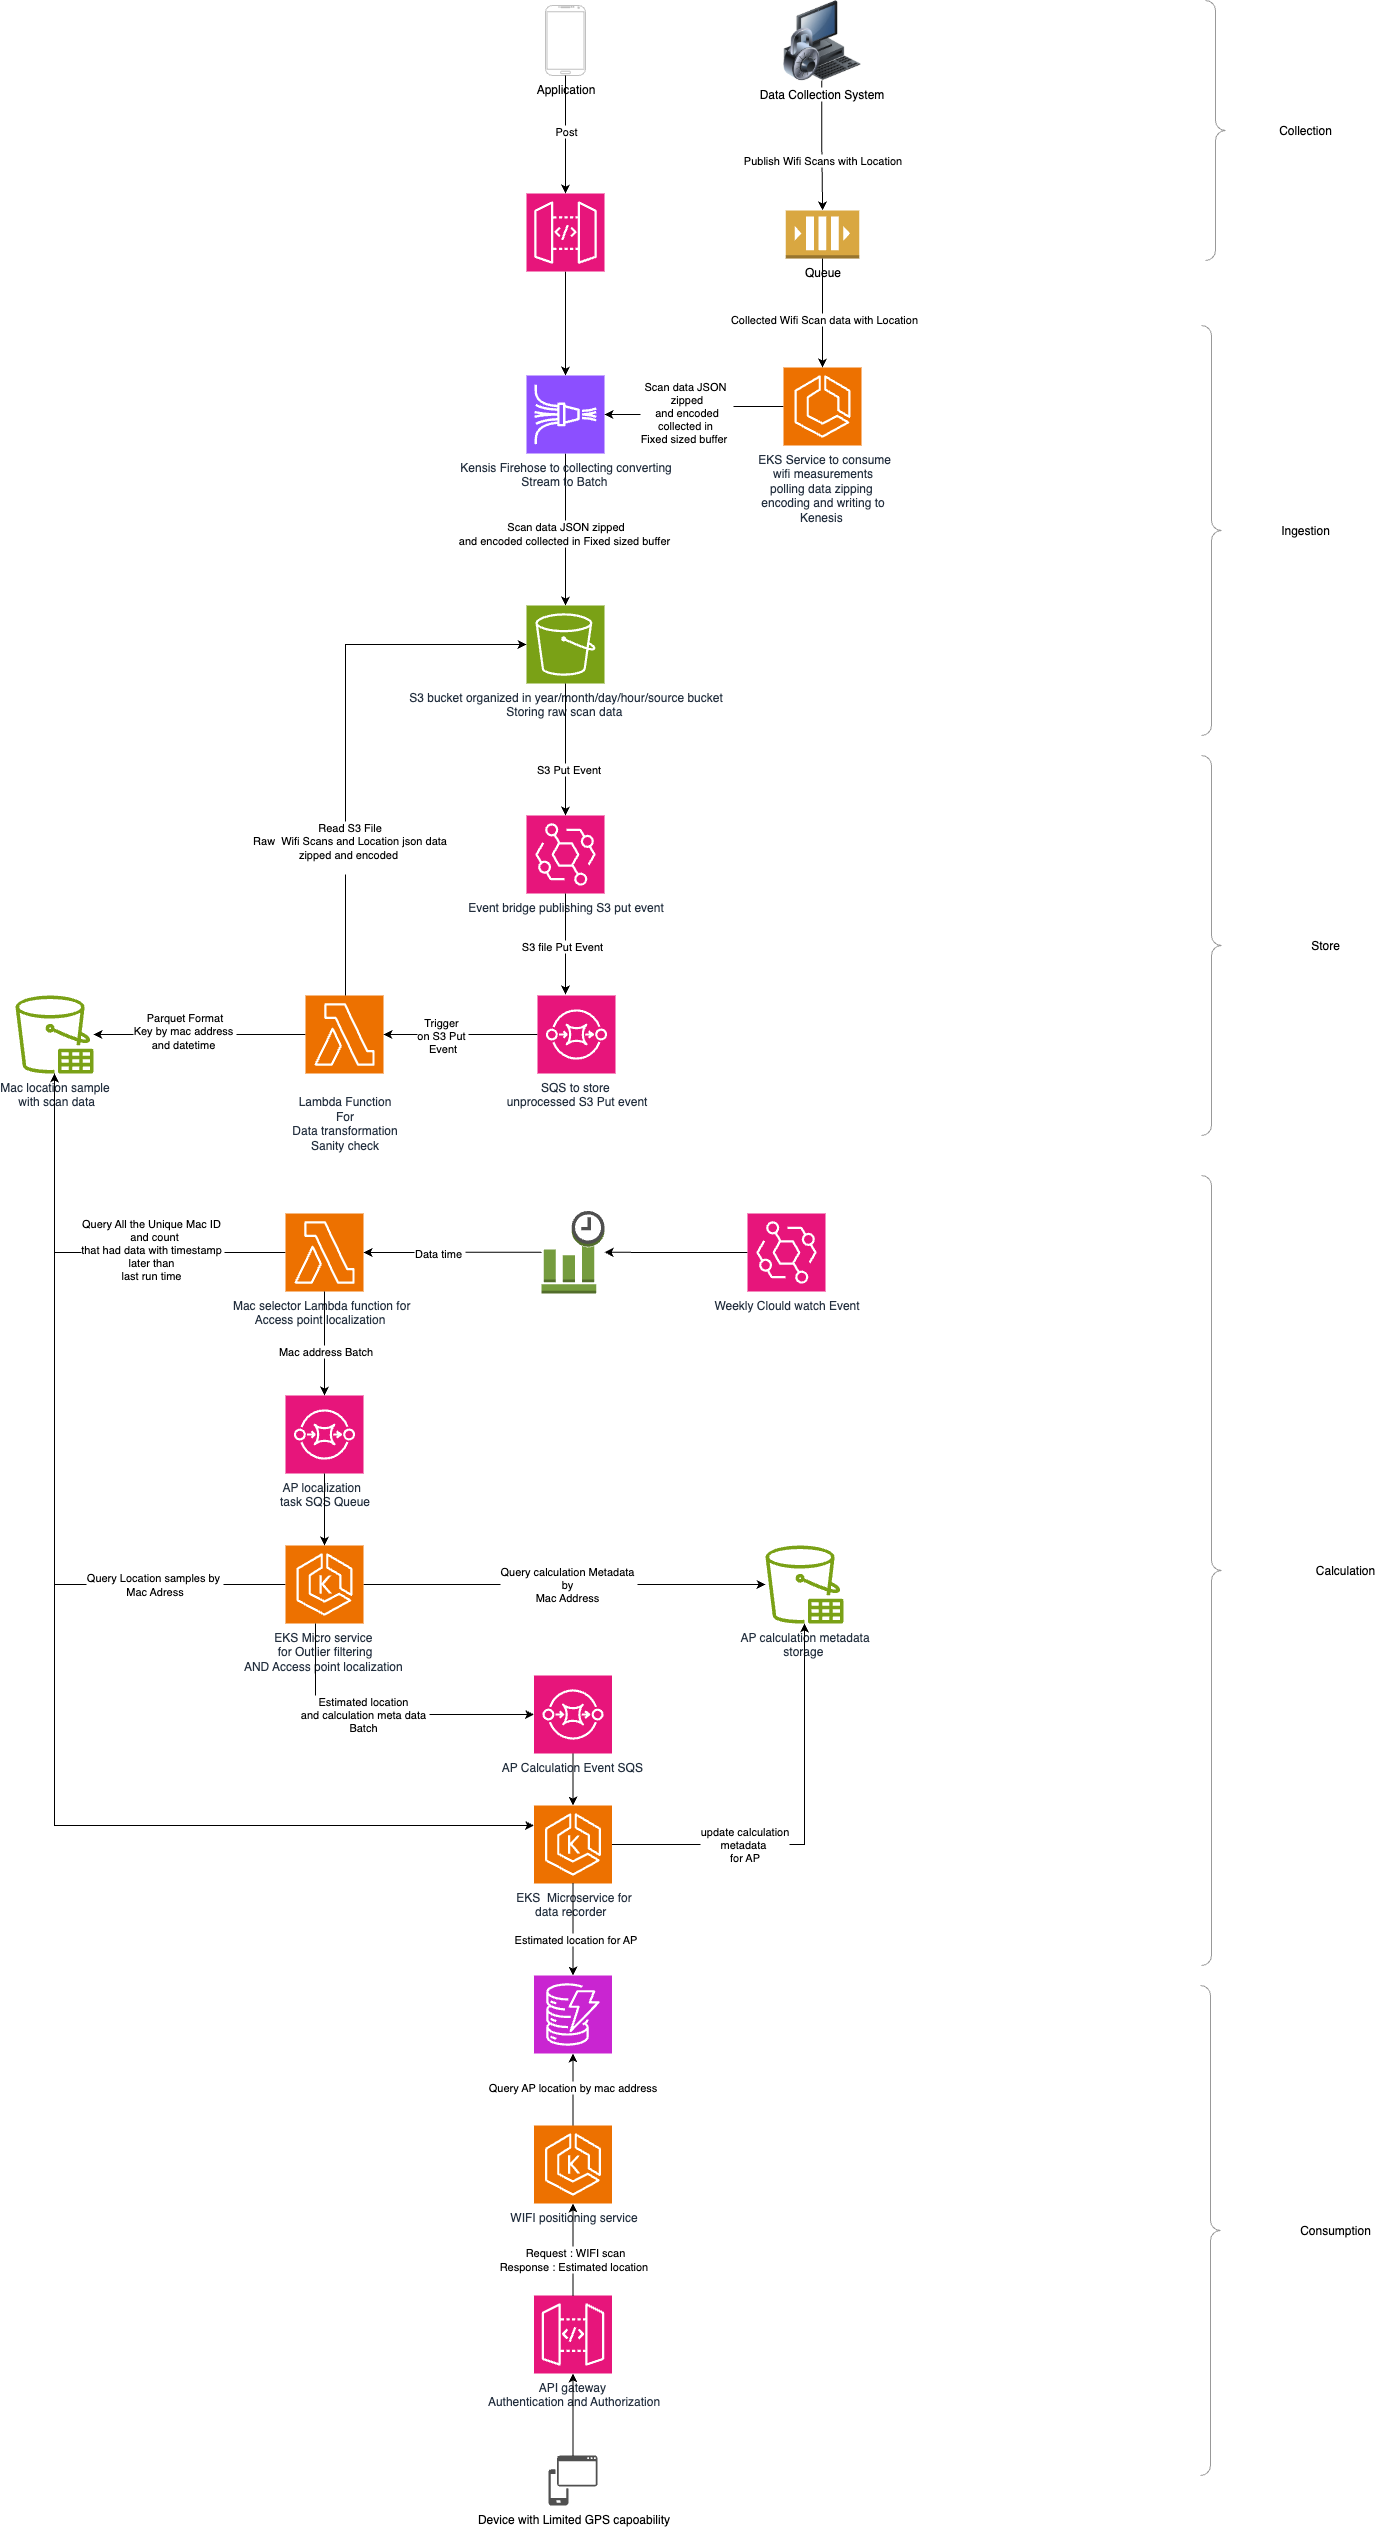 Application
Data Collection System
Post
Collection
Publish Wifi Scans with Location
</>
Queue
Collected Wifi Scan data with Location
Scan data JSON
zipped
and encoded
collected in
Fixed sized buffer
Kensis Firehose to collecting converting
Stream to Batch
EKS Service to consume
wifi measurements
polling data zipping
encoding and writing to
Kenesis
Scan data JSON zipped
and encoded collected in Fixed sized buffer
Ingestion
S3 bucket organized in year/month/day/hour/source bucket
Storing raw scan data
S3 Put Event
Read S3 File
Raw  Wifi Scans and Location json data
zipped and encoded
Event bridge publishing S3 put event
S3 file Put Event
Store
Parquet Format
Key by mac address
and datetime
Trigger
on S3 Put
Event
Mac location sample
with scan data
Lambda Function
For
Data transformation
Sanity check
SQS to store
unprocessed S3 Put event
Query All the Unique Mac ID
and count
that had data with timestamp
later than
last run time
Data time
Mac selector Lambda function for
Access point localization
Weekly Clould watch Event
Mac address Batch
AP localization
task SQS Queue
Query Location samples by
Mac Adress
K
Query calculation Metadata
by
Mac Address
Calculation
EKS Micro service
for Outlier filtering
AND Access point localization
AP calculation metadata
storage
Estimated location
and calculation meta data
Batch
AP Calculation Event SQS
K
update calculation
metadata
for AP
EKS  Microservice for
data recorder
Estimated location for AP
Query AP location by mac address
K
WIFI positioning service
Consumption
Request : WIFI scan
Response : Estimated location
</>
API gateway
Authentication and Authorization
Device with Limited GPS capoability